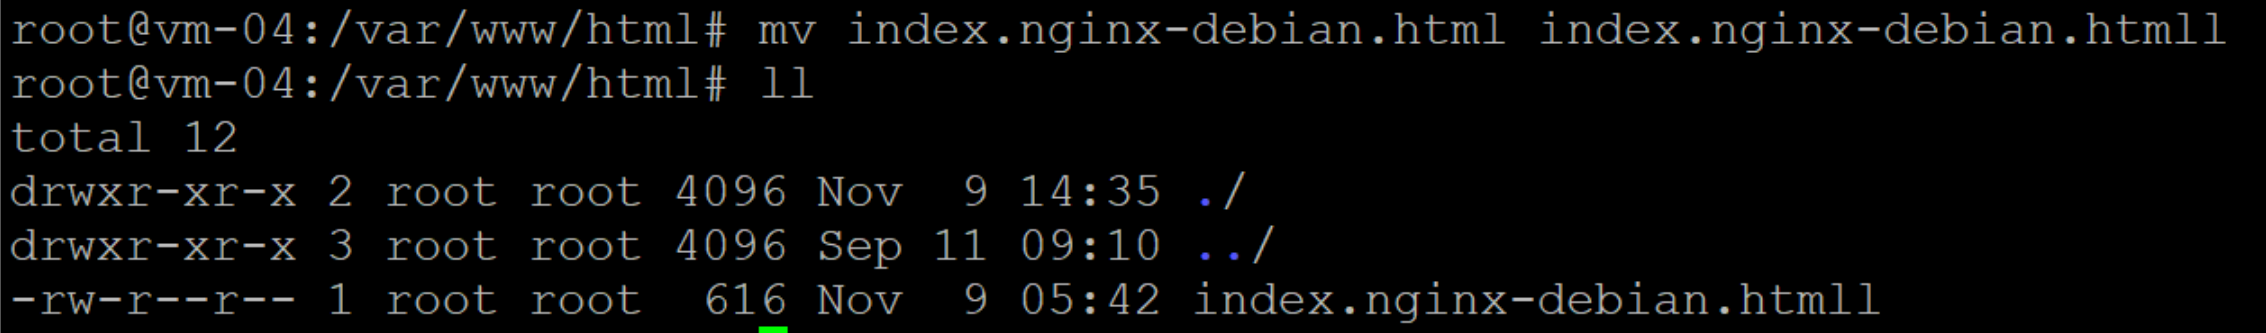 root@vm-04:/var/www/html# mv index.nginx-debian.html index.nginx-debian.htmll
root@vm-04:/var/www/html# ll
total 12
drwxr-xr-x 2 root root 4096 Nov  9 14:35 ./
drwxr-xr-x 3 root root 4096 Sep 11 09:10 ../
-rw-r--r-- 1 root root  616 Nov  9 05:42 index.nginx-debian.htmll